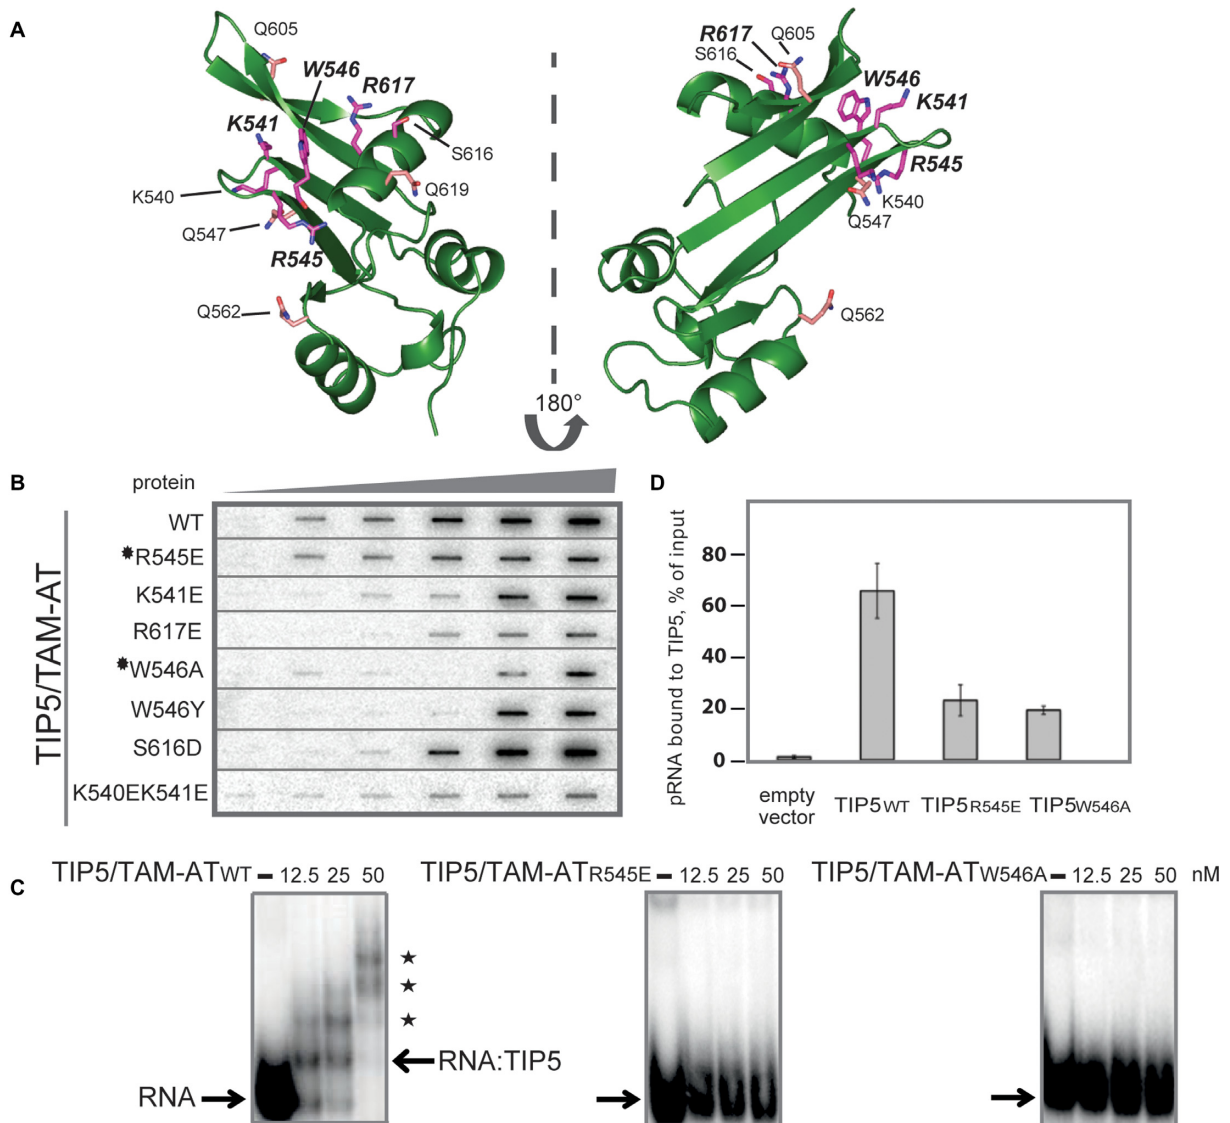 A
Q605
W546
R617
K541
S616
K540
Q619
Q547
R545
Q562
180°
R617
Q605
S616
W546
K541
R545
K540
Q547
Q562
B
protein
TIP5/TAM-AT
WT
*R545E
K541E
R617E
*W546A
W546Y
S616D
K540EK541E
D
pRNA bound to TIP5, % of input
80
60
40
20
0
empty vector
TIP5WT
TIP5R545E
TIP5W546A
C
TIP5/TAM-ATWT – 12.5 25 50
TIP5/TAM-ATR545E – 12.5 25 50
TIP5/TAM-ATW546A – 12.5 25 50 nM
★
★
★
RNA:TIP5
RNA